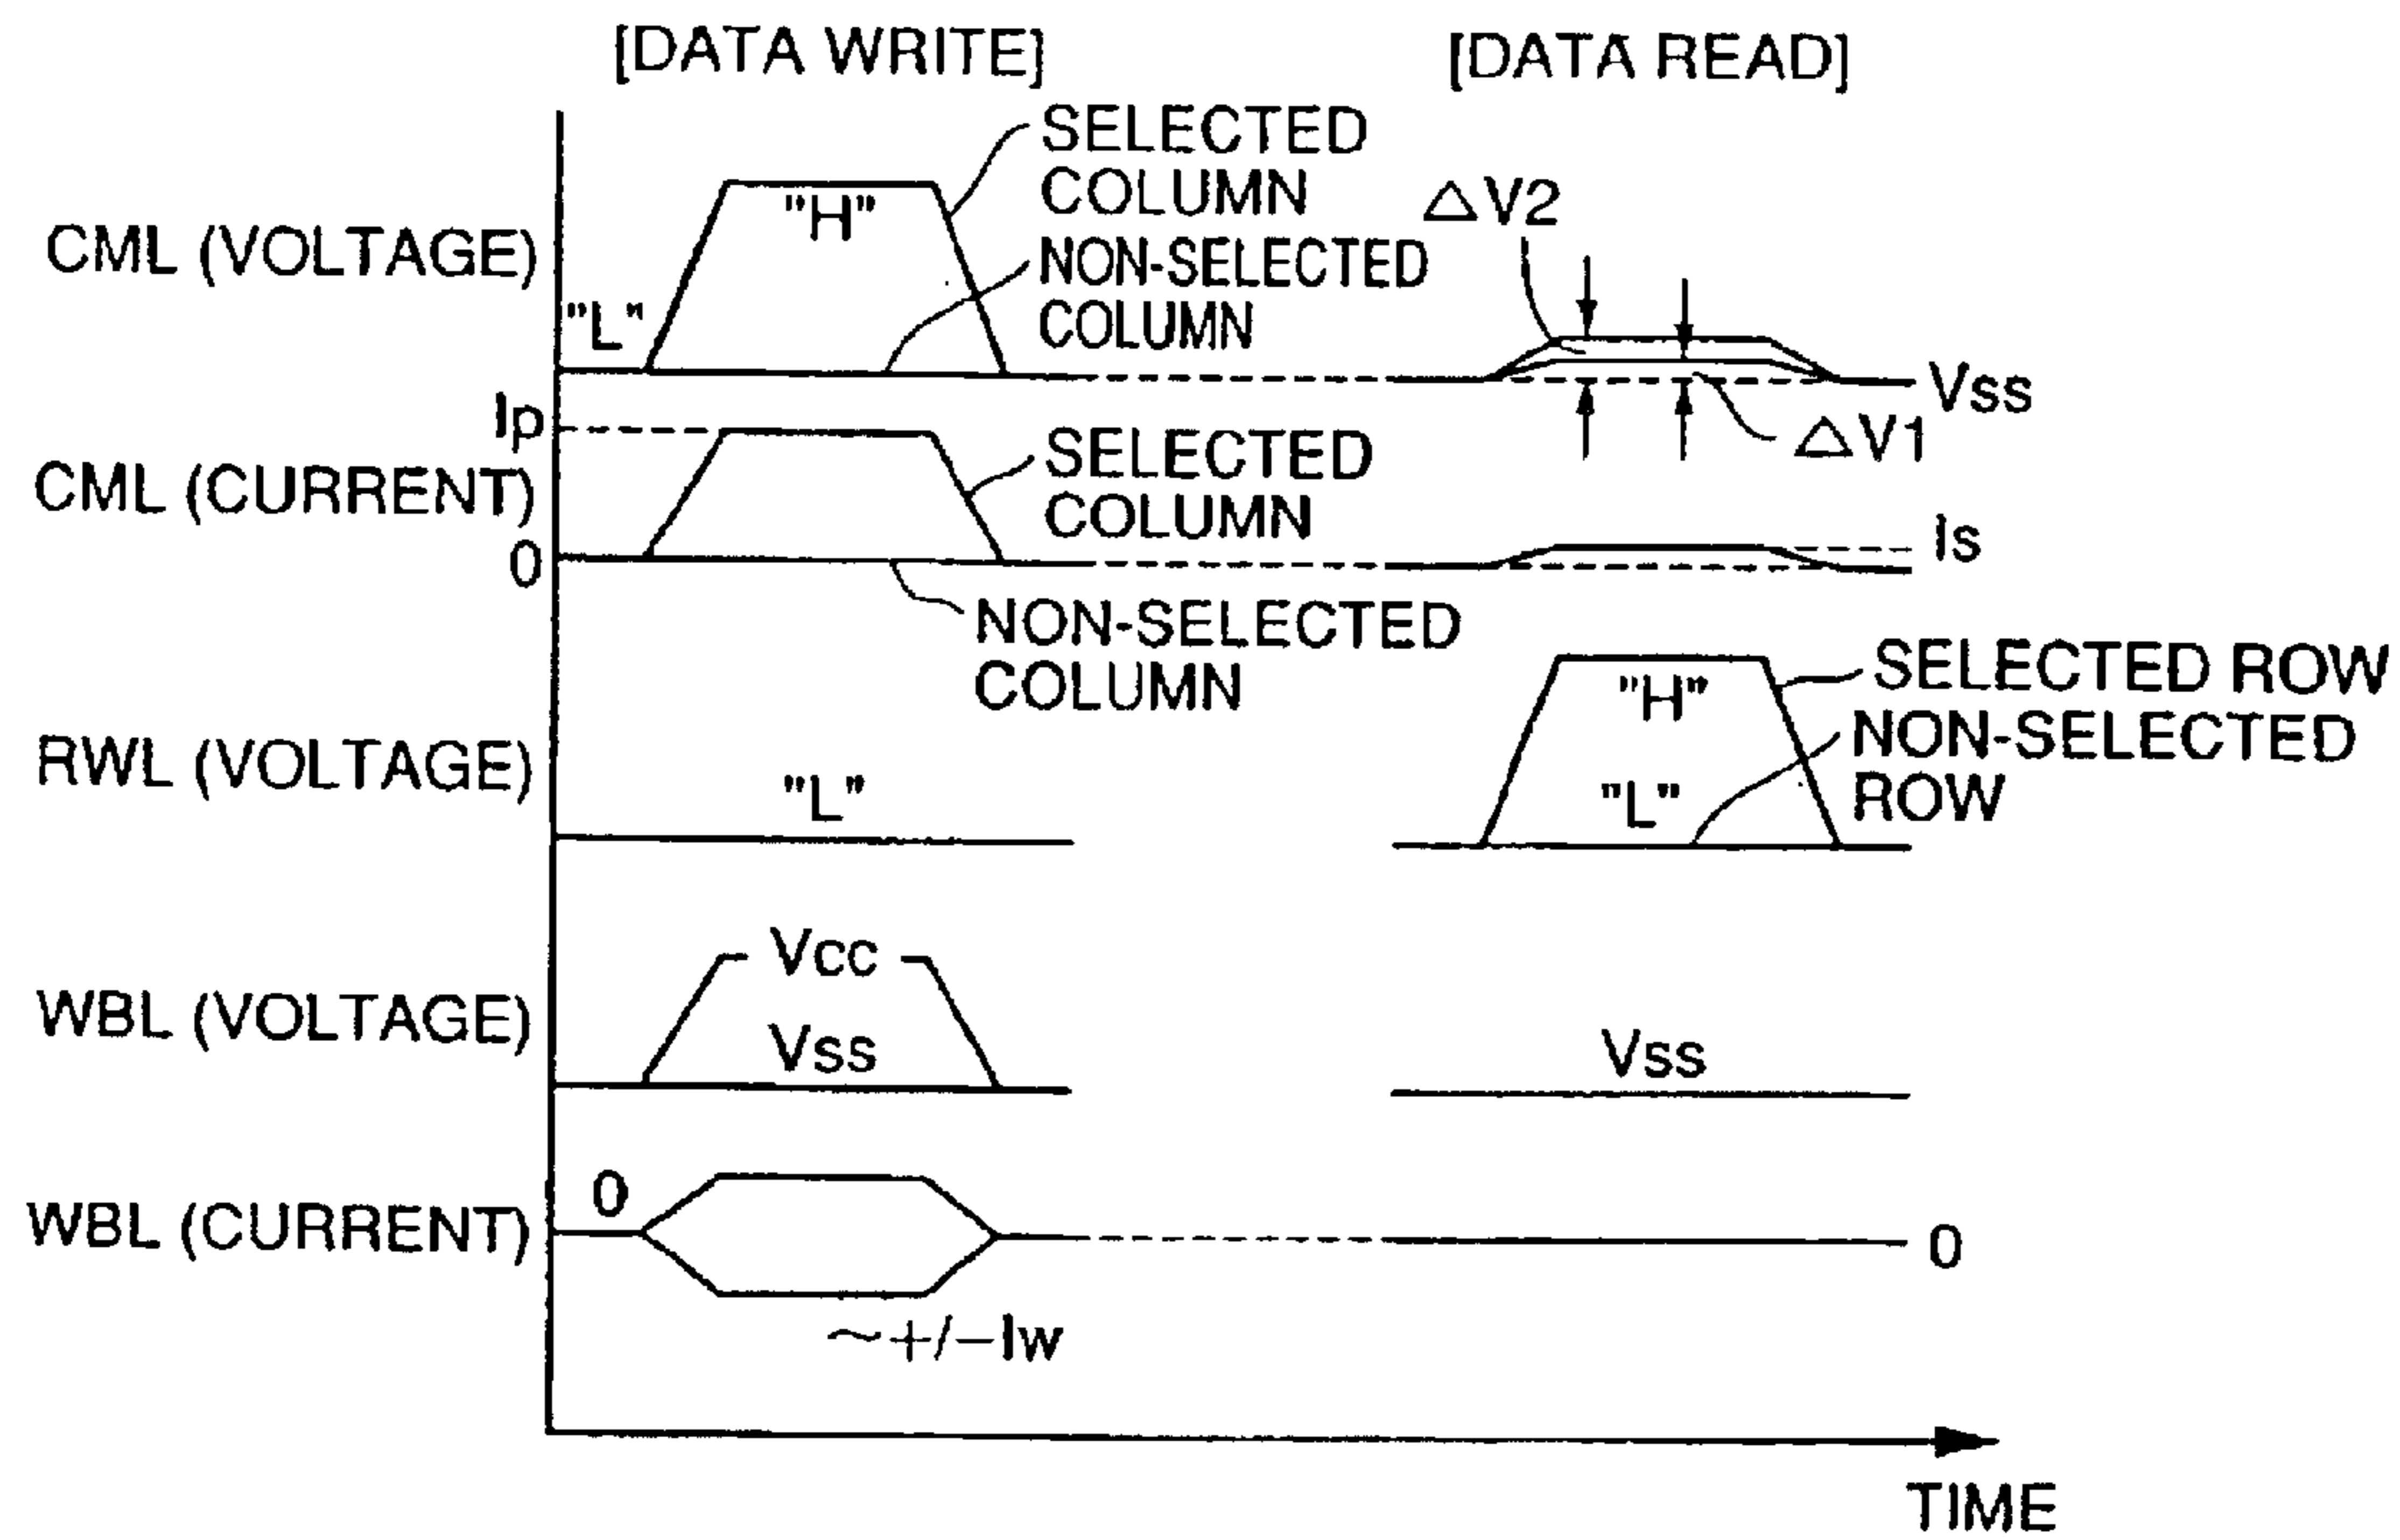 [DATA WRITE]
[DATA READ]
SELECTED
COLUMN
△V2
"H"
CML (VOLTAGE)
NON-SELECTED
COLUMN
"L"
Vss
△V1
Ip
CML (CURRENT)
SELECTED
COLUMN
Is
0
NON-SELECTED
COLUMN
RWL (VOLTAGE)
"L"
"H"
SELECTED ROW
NON-SELECTED
ROW
"L"
WBL (VOLTAGE)
Vcc
Vss
Vss
WBL (CURRENT)
0
0
~+/-Iw
TIME